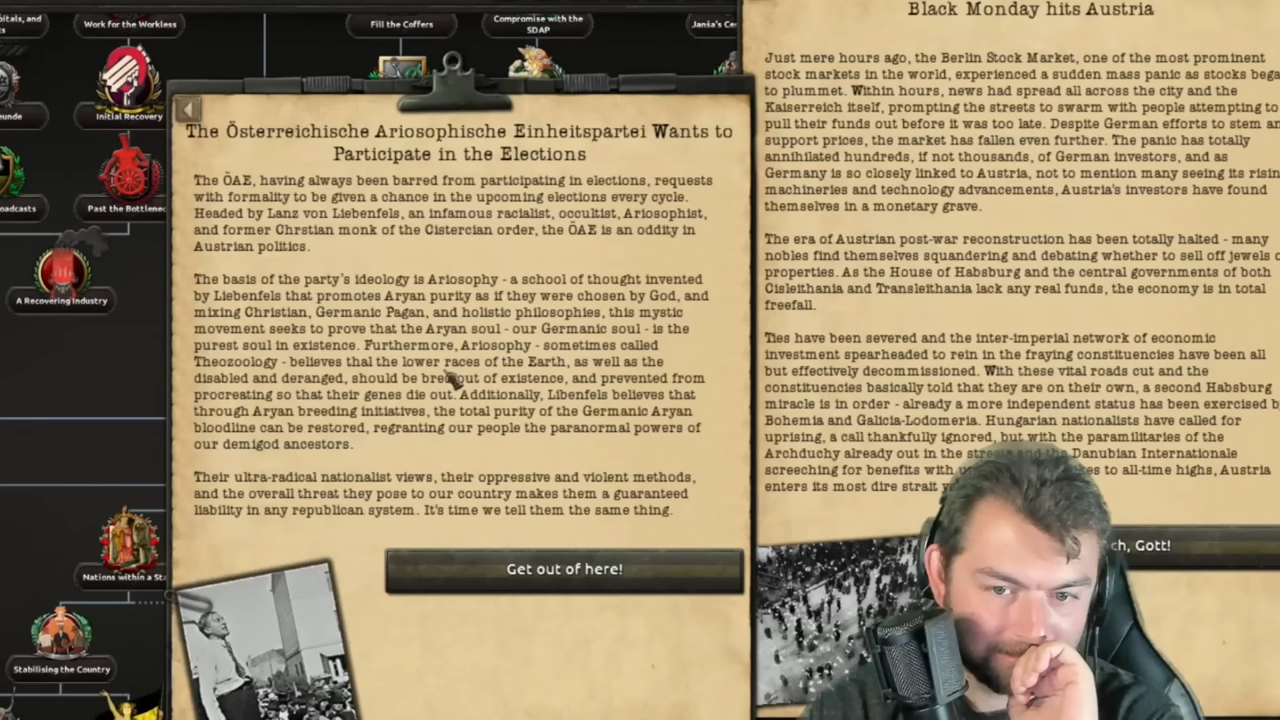 Work for the Workless
Fill the Coffers
Compromise with the
SDAP
Initial Recovery
A Recovering Industry
Nations within a
Stabilising the Country
The Österreichische Ariosophische Einheitspartei Wants to
Participate in the Elections
The ÖAE, having always been barred from participating in elections, requests
with formality to be given a chance in the upcoming elections every cycle.
Headed by Lanz von Liebenfels, an infamous racialist, occultist, Ariosophist,
and former Chrstian monk of the Cistercian order, the ÖAE is an oddity in
Austrian politics.
The basis of the party's ideology is Ariosophy - a school of thought invented
by Liebenfels that promotes Aryan purity as if they were chosen by God, and
mixing Christian, Germanic Pagan, and holistic philosophies, this mystic
movement seeks to prove that the Aryan soul - our Germanic soul - is the
purest soul in existence. Furthermore, Ariosophy - sometimes called
Theozoology - believes that the lower races of the Earth, as well as the
disabled and deranged, should be bred out of existence, and prevented from
procreating so that their genes die out. Additionally, Libenfels believes that
through Aryan breeding initiatives, the total purity of the Germanic Aryan
bloodline can be restored, regranting our people the paranormal powers of
our demigod ancestors.
Their ultra-radical nationalist views, their oppressive and violent methods,
and the overall threat they pose to our country makes them a guaranteed
liability in any republican system. It's time we tell them the same thing.
Get out of here!
Black Monday hits Austria
Just mere hours ago, the Berlin Stock Market, one of the most prominent
stock markets in the world, experienced a sudden mass panic as stocks bega
to plummet. Within hours, news had spread all across the city and the
Kaiserreich itself, prompting the streets to swarm with people attempting to
pull their funds out before it was too late. Despite German efforts to stem an
support prices, the market has fallen even further. The panic has totally
annihilated hundreds, if not thousands, of German investors, and as
Germany is so closely linked to Austria, not to mention many seeing its risin
machineries and technology advancements, Austria's investors have found
themselves in a monetary grave.
The era of Austrian post-war reconstruction has been totally halted - many
nobles find themselves squandering and debating whether to sell off jewels o
properties. As the House of Habsburg and the central governments of both
Cisleithania and Transleithania lack any real funds, the economy is in total
freefall.
Ties have been severed and the inter-imperial network of economic
investment spearheaded to rein in the fraying constituencies have been all
but effectively decommissioned. With these vital roads cut and the
constituencies basically told that they are on their own, a second Habsburg
miracle is in order - already a more independent status has been exercised b
Bohemia and Galicia-Lodomeria. Hungarian nationalists have called for
uprising, a call thankfully ignored, but with the paramilitaries of the
Archduchy already out in the streets and the Danubian Internationale
screeching for benefits with to all-time highs, Austria
enters its most dire strait
ch, Gott!